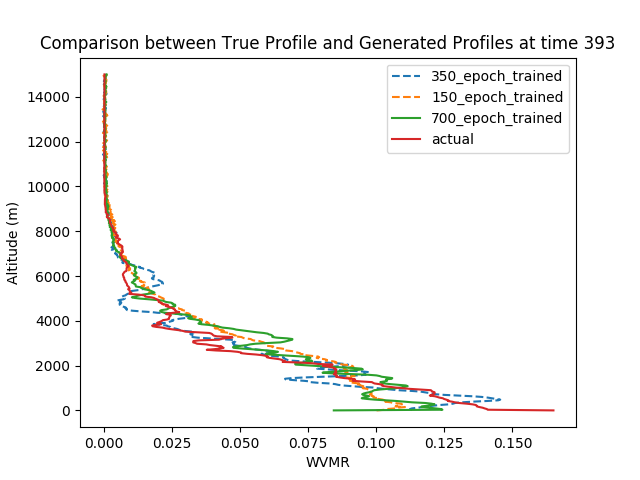 Comparison between True Profile and Generated Profiles at time 393
350_epoch_trained
150_epoch_trained
700_epoch_trained
actual
Altitude (m)
14000
12000
10000
8000
6000
4000
2000
0
0.000 0.025 0.050 0.075 0.100 0.125 0.150
WVMR